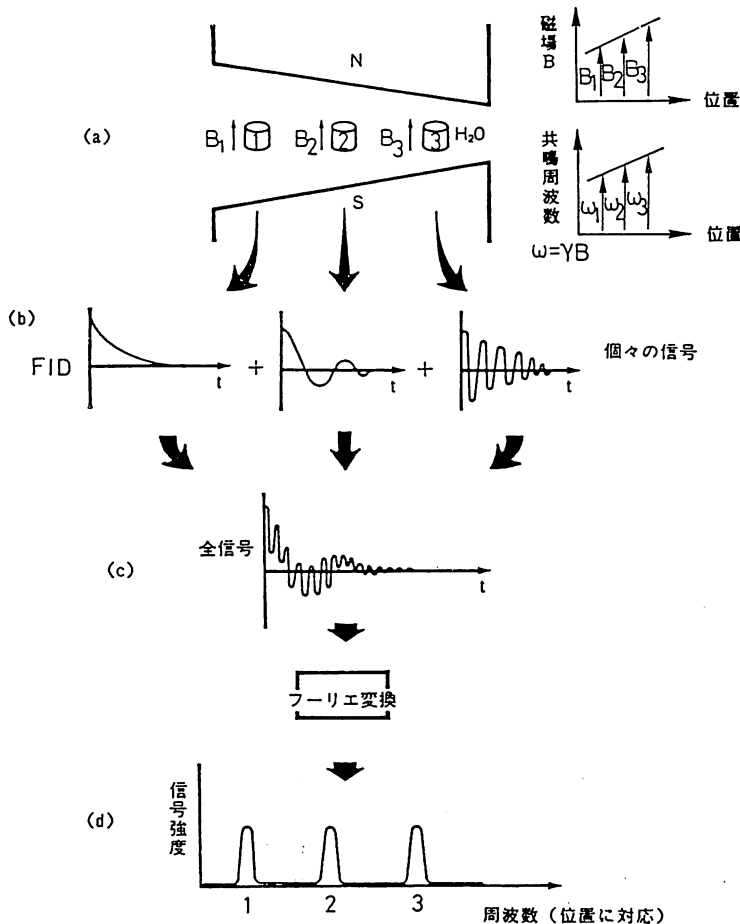 N
(a)
B₁ 1 B₂ 2 B₃ 3 H₂O
S
磁場B
B₁ B₂ B₃
位置
共鳴周波数
ω₁ ω₂ ω₃
位置
ω=γB
(b)
FID
t
+
t
+
t
個々の信号
(c)
全信号
t
フーリエ変換
(d)
信号強度
1 2 3
周波数（位置に対応）